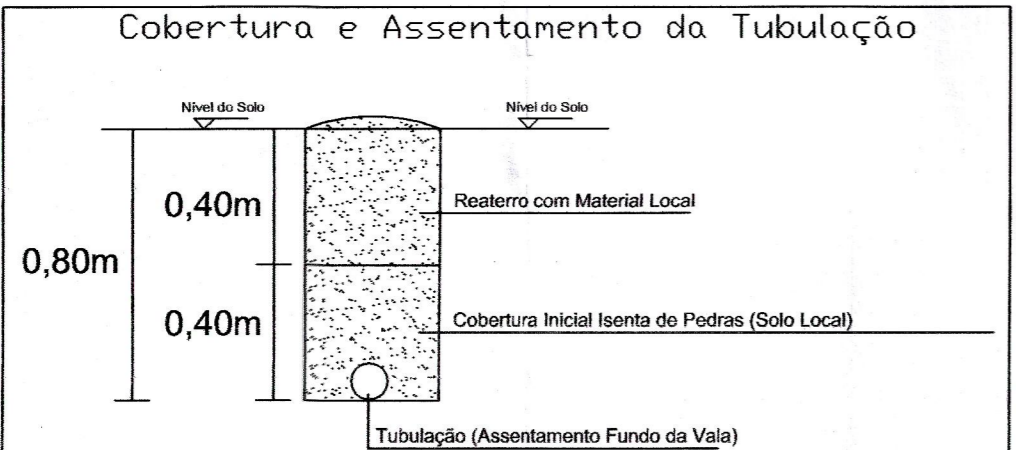 Cobertura e Assentamento da Tubulação
Nível do Solo
Nível do Solo
0,40m
Reaterro com Material Local
0,80m
0,40m
Cobertura Inicial Isenta de Pedras (Solo Local)
Tubulação (Assentamento Fundo da Vala)